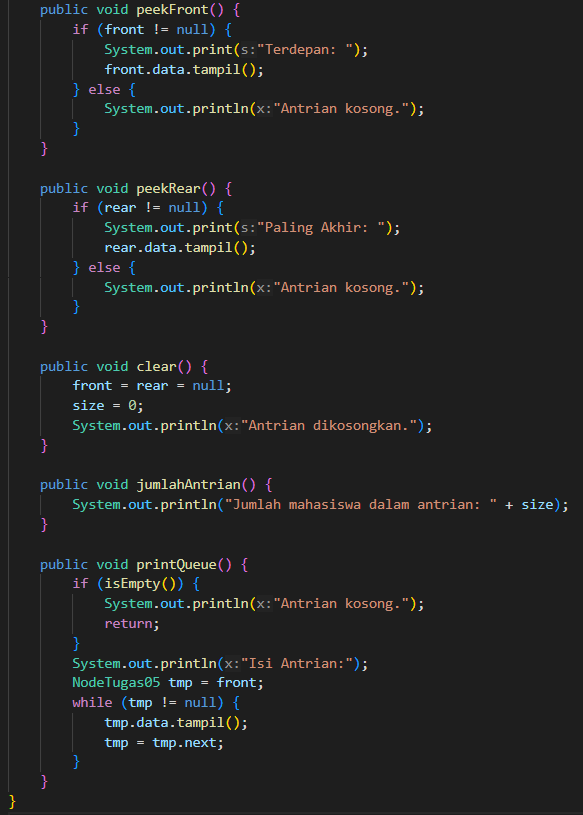 public void peekFront() {
        if (front != null) {
            System.out.print(s:"Terdepan: ");
            front.data.tampil();
        } else {
            System.out.println(x:"Antrian kosong.");
        }
    }

    public void peekRear() {
        if (rear != null) {
            System.out.print(s:"Paling Akhir: ");
            rear.data.tampil();
        } else {
            System.out.println(x:"Antrian kosong.");
        }
    }

    public void clear() {
        front = rear = null;
        size = 0;
        System.out.println(x:"Antrian dikosongkan.");
    }

    public void jumlahAntrian() {
        System.out.println("Jumlah mahasiswa dalam antrian: " + size);
    }

    public void printQueue() {
        if (isEmpty()) {
            System.out.println(x:"Antrian kosong.");
            return;
        }
        System.out.println(x:"Isi Antrian:");
        NodeTugas05 tmp = front;
        while (tmp != null) {
            tmp.data.tampil();
            tmp = tmp.next;
        }
    }
}